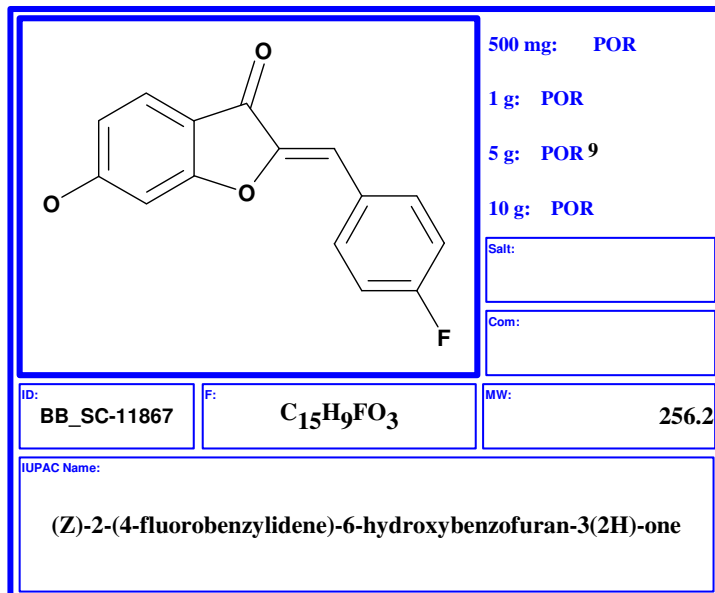 O
O
O
F
500 mg: POR
1 g: POR
5 g: POR 9
10 g: POR
Salt:
Com:
ID:
BB_SC-11867
F:
C15H9FO3
MW:
256.2
IUPAC Name:
(Z)-2-(4-fluorobenzylidene)-6-hydroxybenzofuran-3(2H)-one